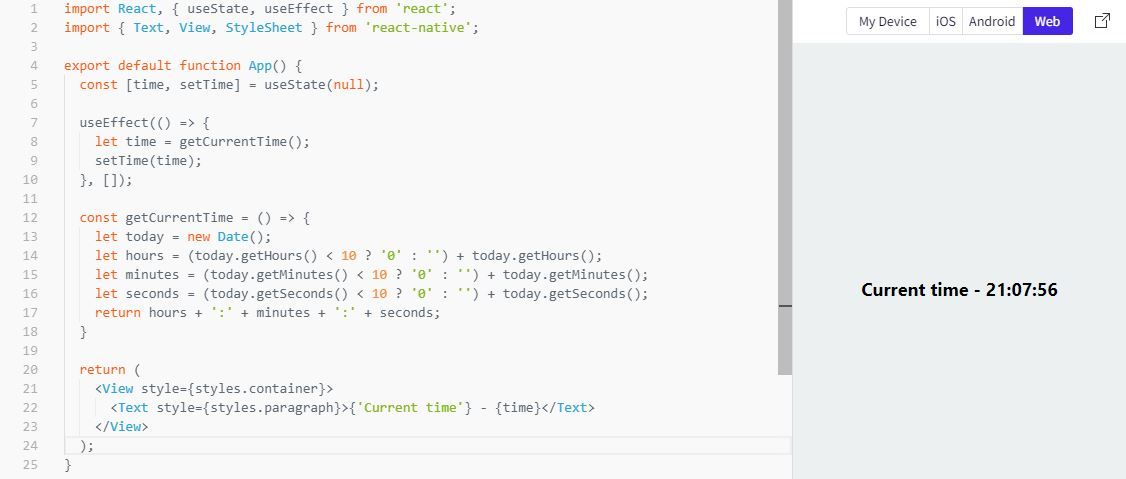 1 import React, { useState, useEffect } from 'react';
2 import { Text, View, StyleSheet } from 'react-native';
3
4 export default function App() {
5   const [time, setTime] = useState(null);
6
7   useEffect(() => {
8     let time = getCurrentTime();
9     setTime(time);
10   }, []);
11
12   const getCurrentTime = () => {
13     let today = new Date();
14     let hours = (today.getHours() < 10 ? '0' : '') + today.getHours();
15     let minutes = (today.getMinutes() < 10 ? '0' : '') + today.getMinutes();
16     let seconds = (today.getSeconds() < 10 ? '0' : '') + today.getSeconds();
17     return hours + ':' + minutes + ':' + seconds;
18   }
19
20   return (
21     <View style={styles.container}>
22       <Text style={styles.paragraph}>{'Current time'} - {time}</Text>
23     </View>
24   );
25 }
My Device iOS Android Web
Current time - 21:07:56